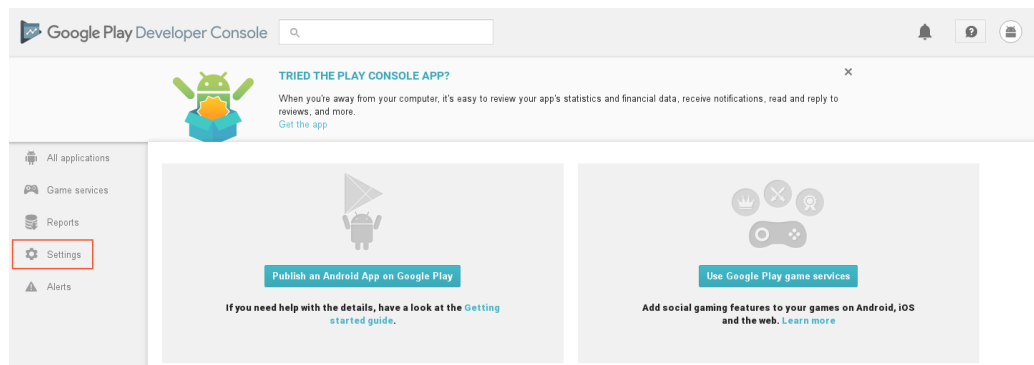 Google Play Developer Console
TRIED THE PLAY CONSOLE APP?
When you're away from your computer, it's easy to review your app's statistics and financial data, receive notifications, read and reply to
reviews, and more.
Get the app
All applications
Game services
Reports
Settings
Alerts
Publish an Android App on Google Play
If you need help with the details, have a look at the Getting
started guide.
Use Google Play game services
Add social gaming features to your games on Android, iOS
and the web. Learn more